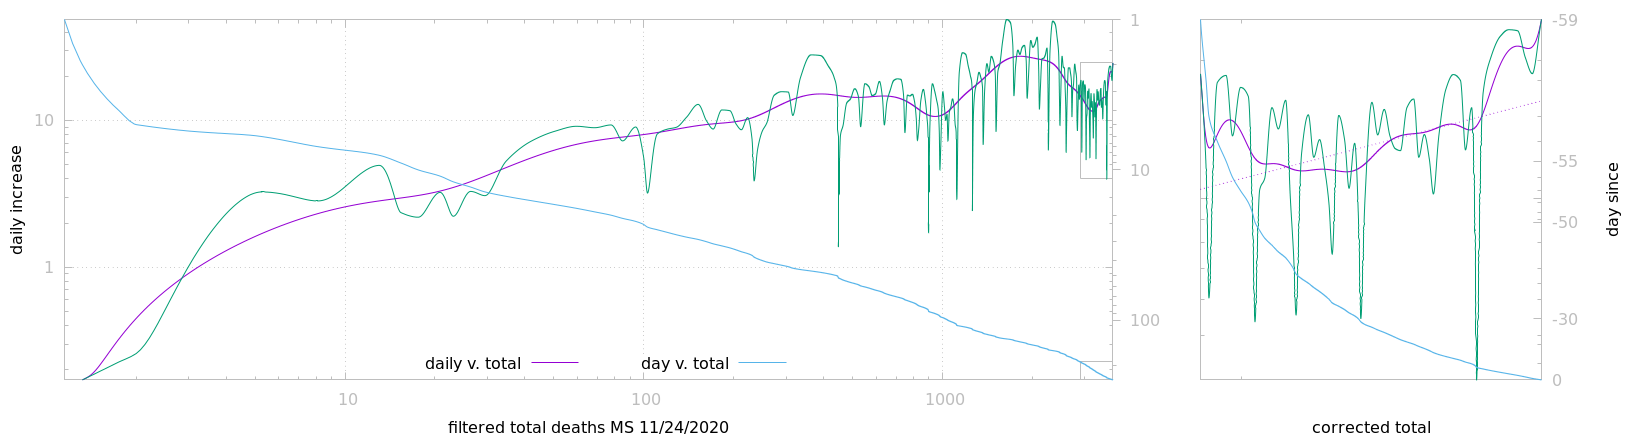 daily increase
10
1
daily v. total
day v. total
10
100
1000
filtered total deaths MS 11/24/2020
1
10
100
-59
-55
-50
-30
0
day since
corrected total